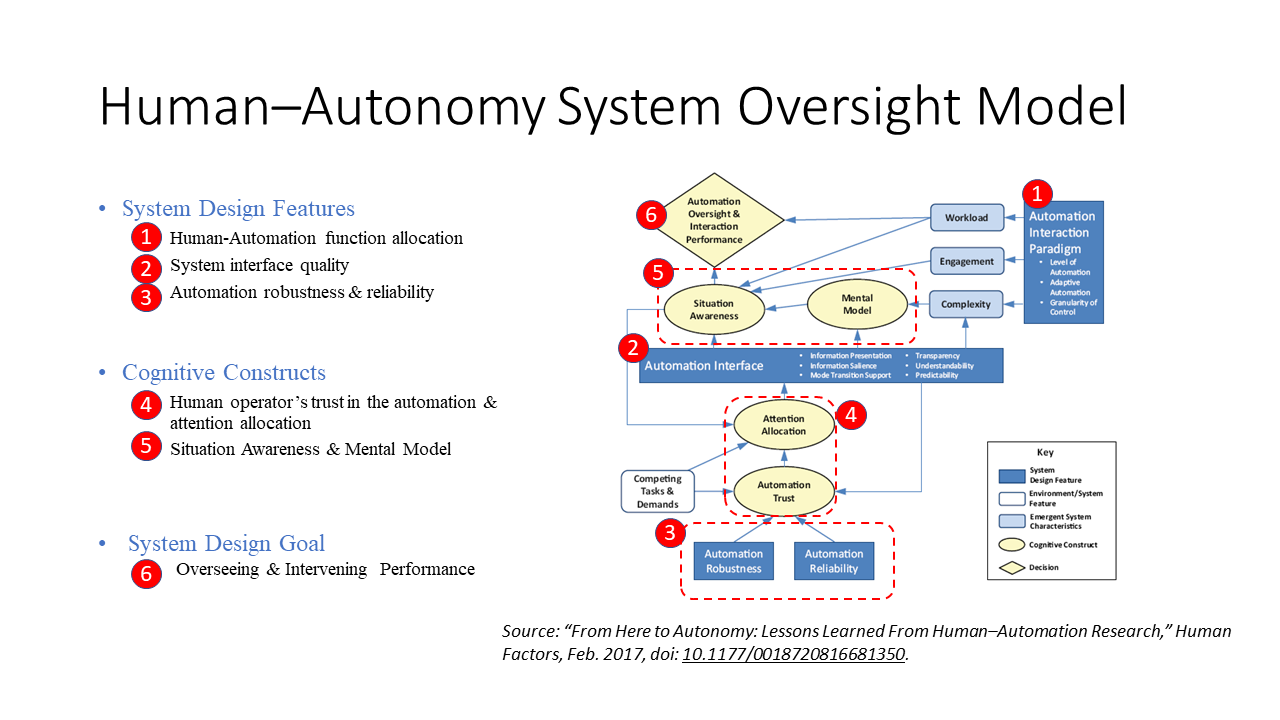 Human–Autonomy System Oversight Model
• System Design Features
1 Human-Automation function allocation
2 System interface quality
3 Automation robustness & reliability
• Cognitive Constructs
4 Human operator's trust in the automation &
attention allocation
5 Situation Awareness & Mental Model
• System Design Goal
6 Overseeing & Intervening Performance
6
Automation
Oversight &
Interaction
Performance
Workload
Engagement
Complexity
1
Automation
Interaction
Paradigm
• Level of
Automation
• Adaptive
Automation
• Granularity of
Control
5
Situation
Awareness
Mental
Model
2
Automation Interface
• Information Presentation
• Information Salience
• Mode Transition Support
• Transparency
• Understandability
• Predictability
Attention
Allocation
4
Competing
Tasks &
Demands
Automation
Trust
3
Automation
Robustness
Automation
Reliability
Key
System
Design Feature
Environment/System
Feature
Emergent System
Characteristics
Cognitive Construct
Decision
Source: “From Here to Autonomy: Lessons Learned From Human–Automation Research,” Human
Factors, Feb. 2017, doi: 10.1177/0018720816681350.